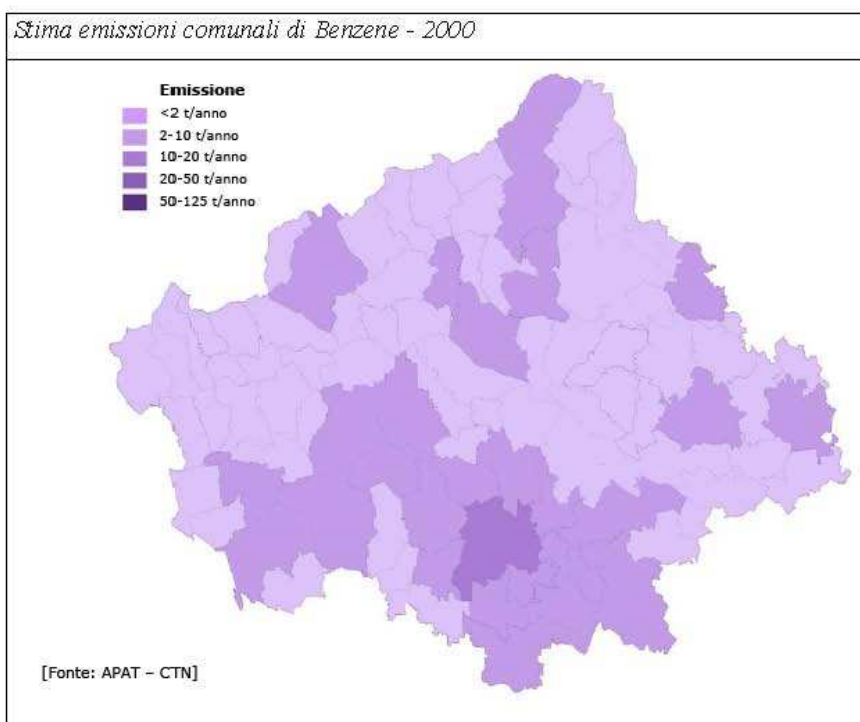 Stima emissioni comunali di Benzene - 2000
Emissione
<2 t/anno
2-10 t/anno
10-20 t/anno
20-50 t/anno
50-125 t/anno
[Fonte: APAT – CTN]